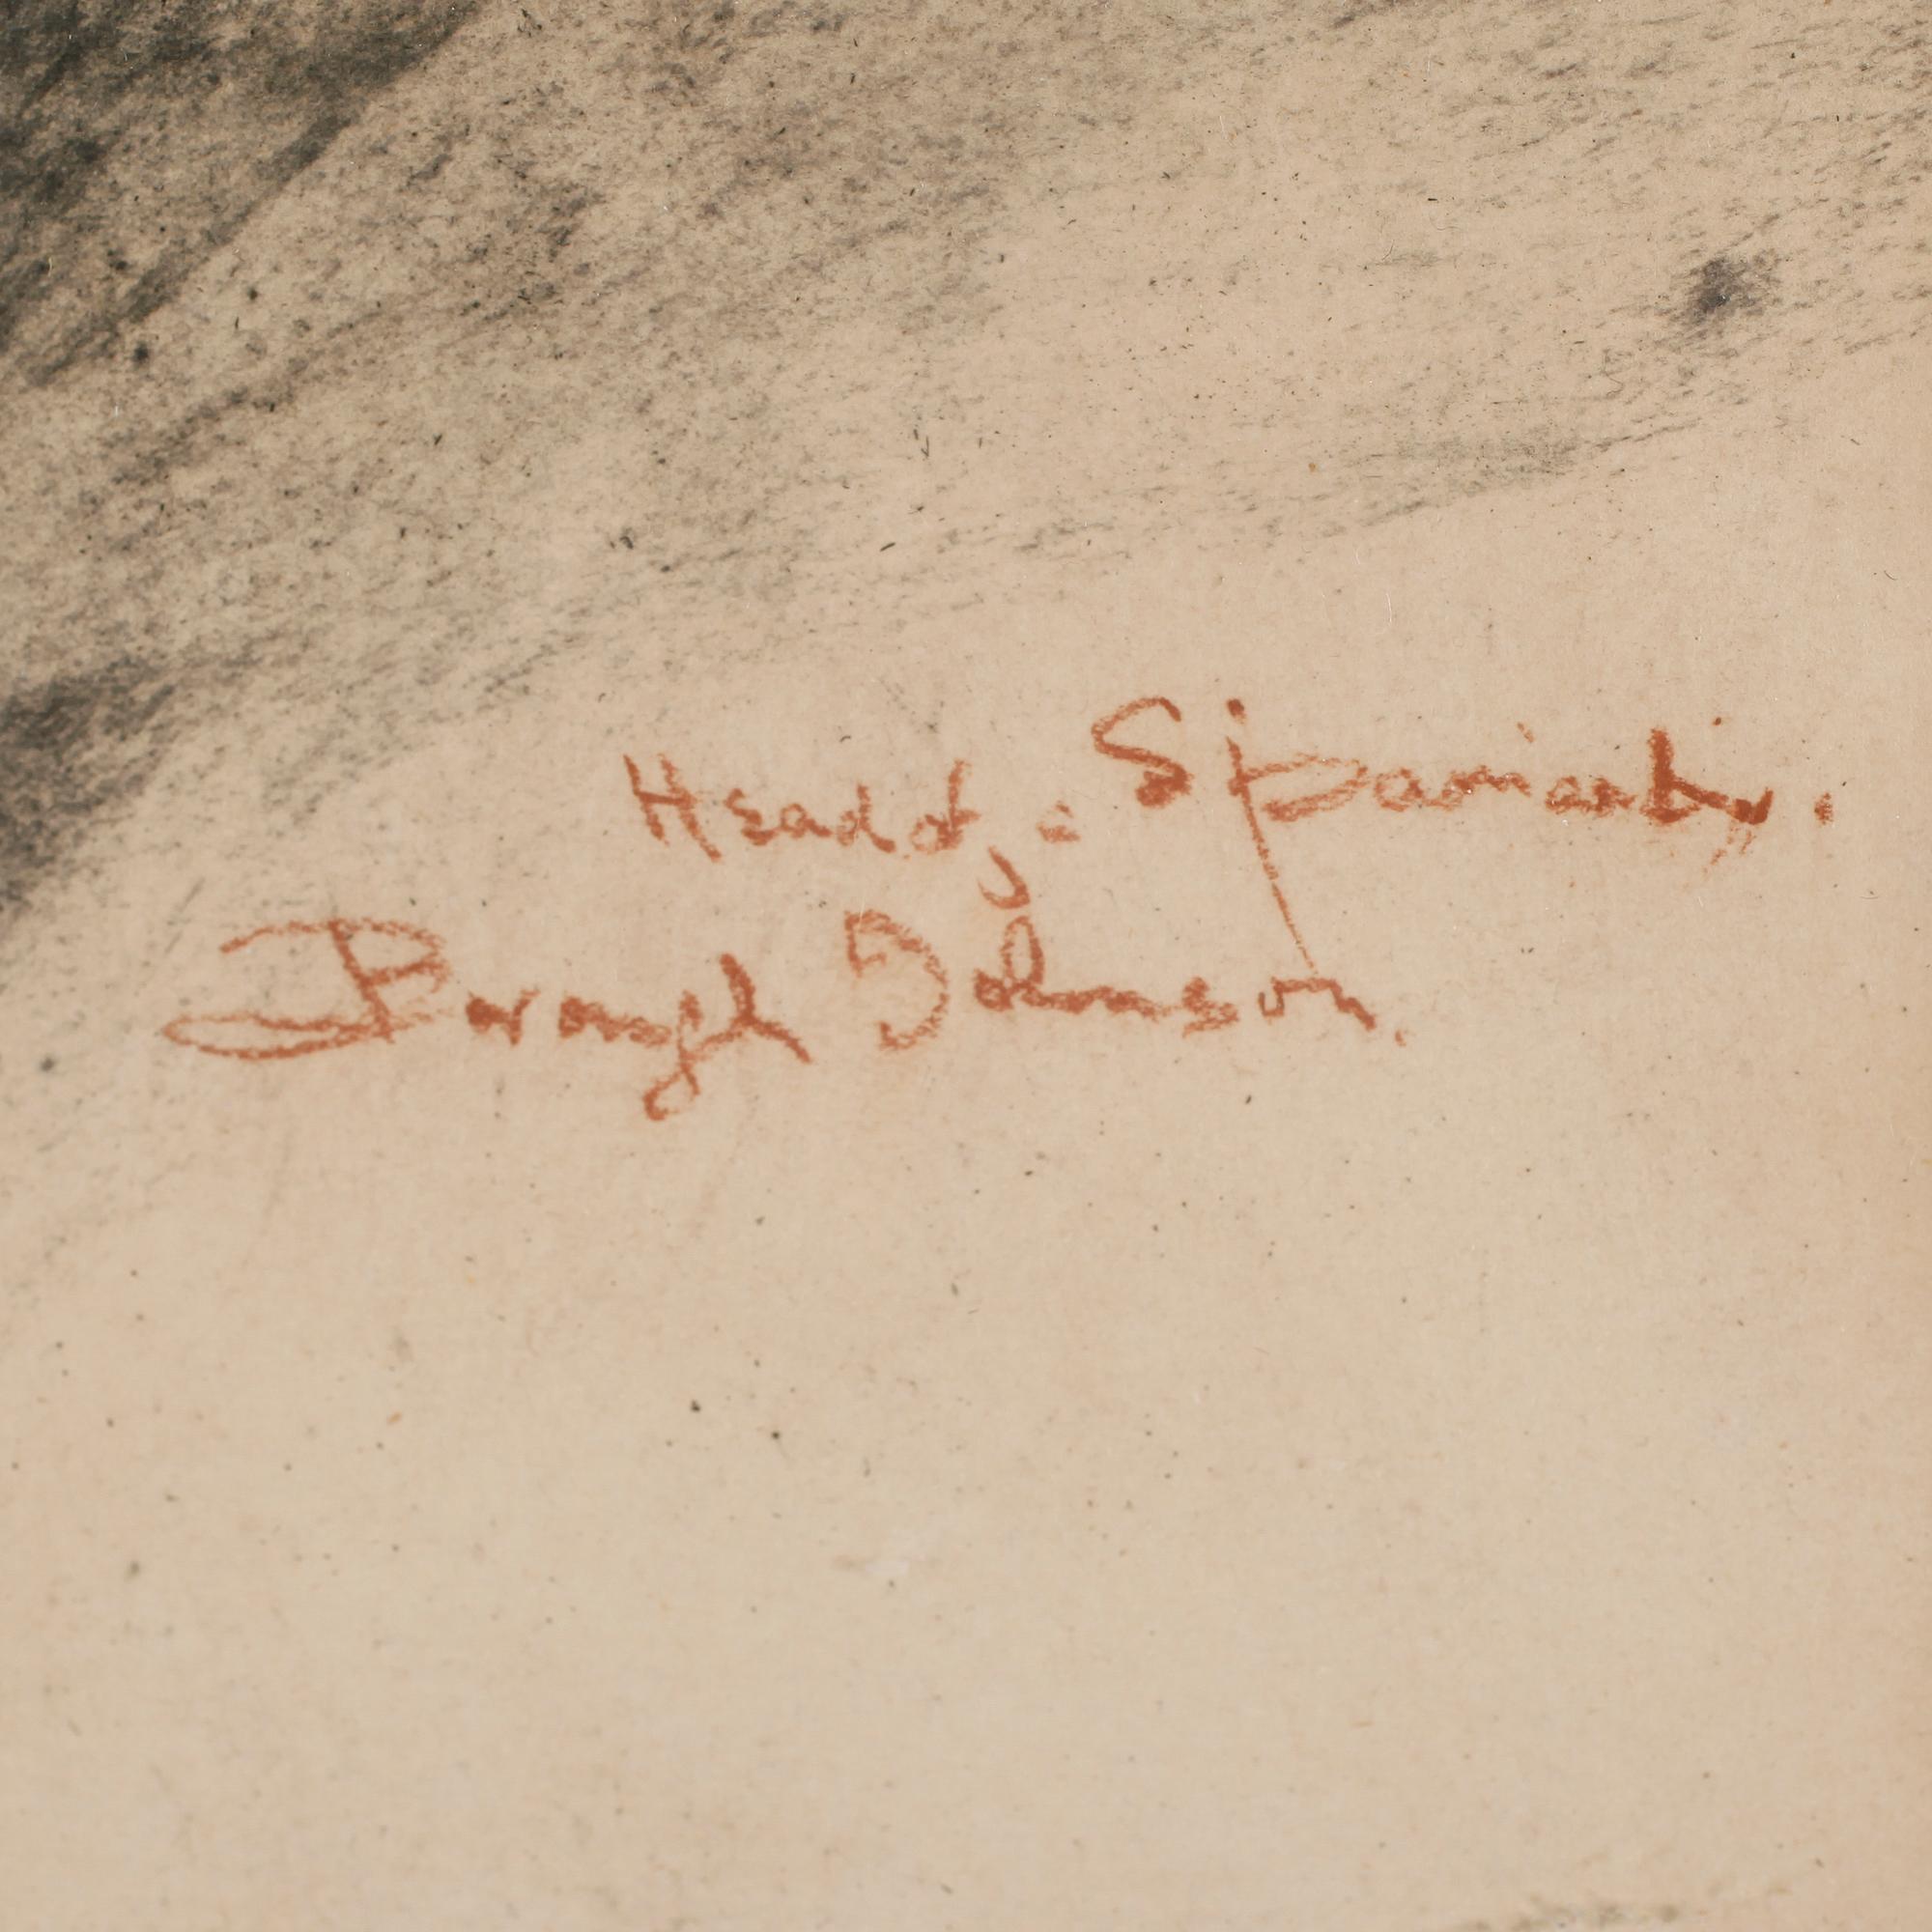 Head of a Spaniard.
Borough Johnson.